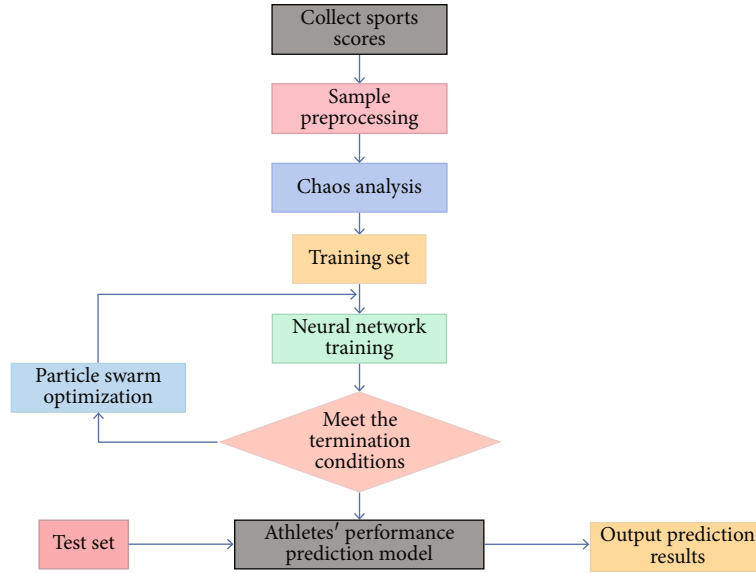 Collect sports
scores
Sample
preprocessing
Chaos analysis
Training set
Neural network
training
Particle swarm
optimization
Meet the
termination
conditions
Test set
Athletes′ performance
prediction model
Output prediction
results